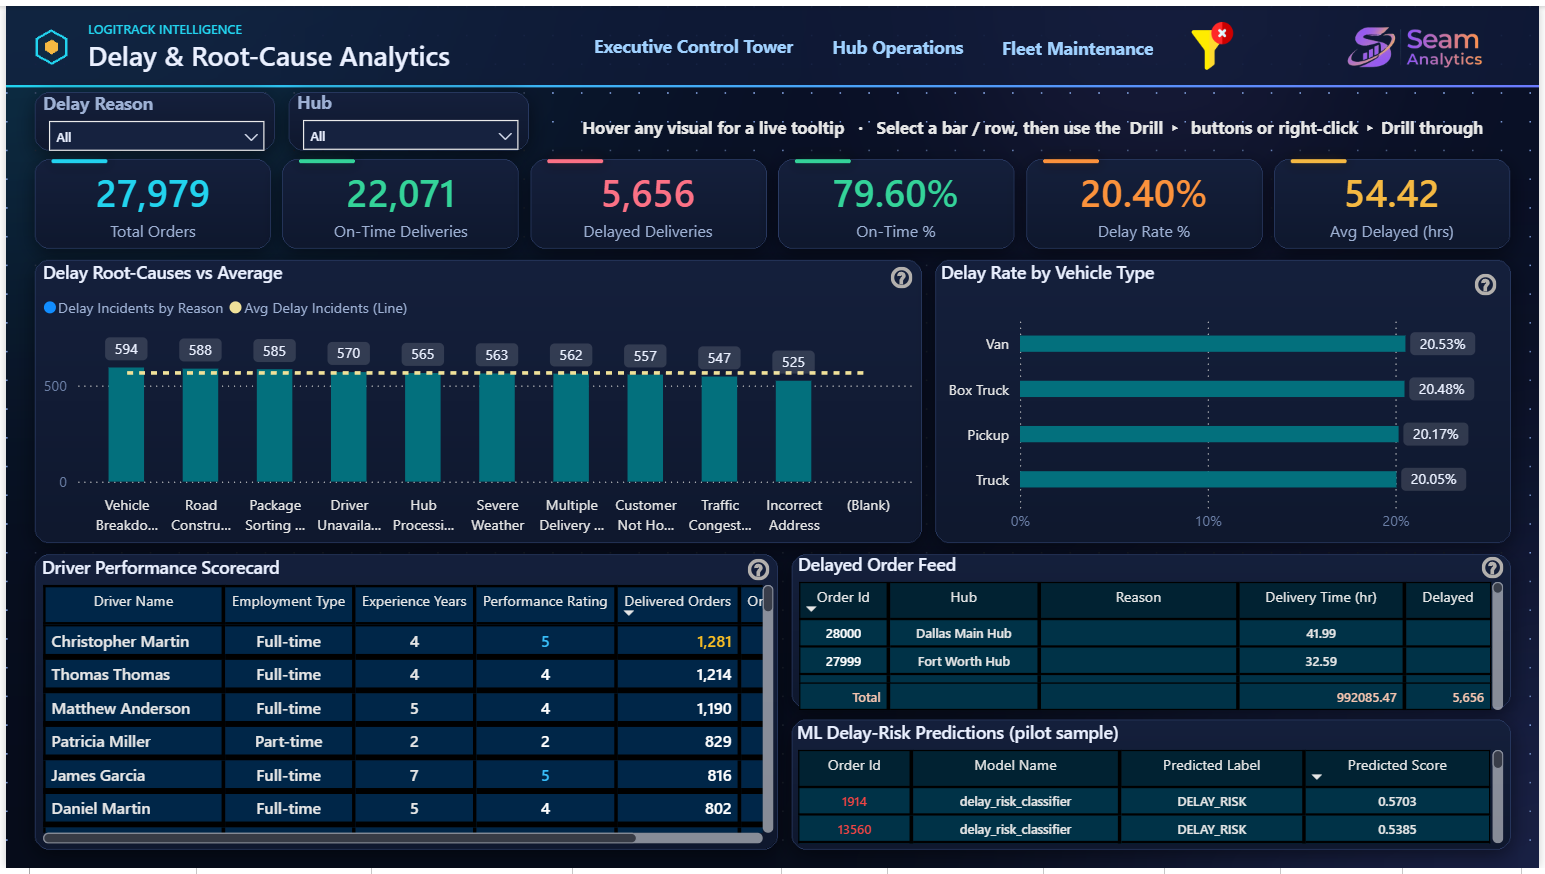 LOGITRACK INTELLIGENCE
Delay & Root-Cause Analytics
Executive Control Tower
Hub Operations
Fleet Maintenance
Seam
Analytics
Delay Reason
All
Hub
All
Hover any visual for a live tooltip · Select a bar / row, then use the Drill ▸ buttons or right-click ▸ Drill through
27,979
Total Orders
22,071
On-Time Deliveries
5,656
Delayed Deliveries
79.60%
On-Time %
20.40%
Delay Rate %
54.42
Avg Delayed (hrs)
Delay Root-Causes vs Average
Delay Incidents by Reason Avg Delay Incidents (Line)
594 588 585 570 565 563 562 557 547 525
500
0
Vehicle Breakdo...
Road Constru...
Package Sorting ...
Driver Unavaila...
Hub Processi...
Severe Weather
Multiple Delivery ...
Customer Not Ho...
Traffic Congest...
Incorrect Address
(Blank)
Delay Rate by Vehicle Type
Van 20.53%
Box Truck 20.48%
Pickup 20.17%
Truck 20.05%
0% 10% 20%
Driver Performance Scorecard
Driver Name Employment Type Experience Years Performance Rating Delivered Orders Or
Christopher Martin Full-time 4 5 1,281
Thomas Thomas Full-time 4 4 1,214
Matthew Anderson Full-time 5 4 1,190
Patricia Miller Part-time 2 2 829
James Garcia Full-time 7 5 816
Daniel Martin Full-time 5 4 802
Delayed Order Feed
Order Id Hub Reason Delivery Time (hr) Delayed
28000 Dallas Main Hub 41.99
27999 Fort Worth Hub 32.59
Total 992085.47 5,656
ML Delay-Risk Predictions (pilot sample)
Order Id Model Name Predicted Label Predicted Score
1914 delay_risk_classifier DELAY_RISK 0.5703
13560 delay_risk_classifier DELAY_RISK 0.5385